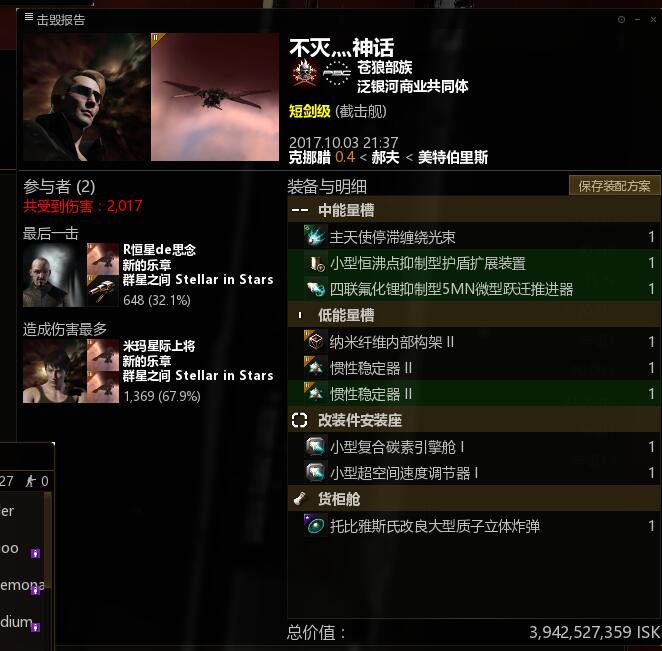 击毁报告
不灭灬神话
苍狼部族
泛银河商业共同体
短剑级 (截击舰)
2017.10.03 21:37
克挪腊 0.4 < 郝夫 < 美特伯里斯
参与者 (2)
共受到伤害：2,017
最后一击
R恒星de思念
新的乐章
群星之间 Stellar in Stars
648 (32.1%)
造成伤害最多
米玛星际上将
新的乐章
群星之间 Stellar in Stars
1,369 (67.9%)
装备与明细
保存装配方案
中能量槽
主天使停滞缠绕光束 1
小型恒沸点抑制型护盾扩展装置 1
四联氟化锂抑制型5MN微型跃迁推进器 1
低能量槽
纳米纤维内部构架 II 1
惯性稳定器 II 1
惯性稳定器 II 1
改装件安装座
小型复合碳素引擎舱 I 1
小型超空间速度调节器 I 1
货柜舱
托比雅斯氏改良大型质子立体炸弹 1
总价值： 3,942,527,359 ISK
27 0
er
oo
emona
dium